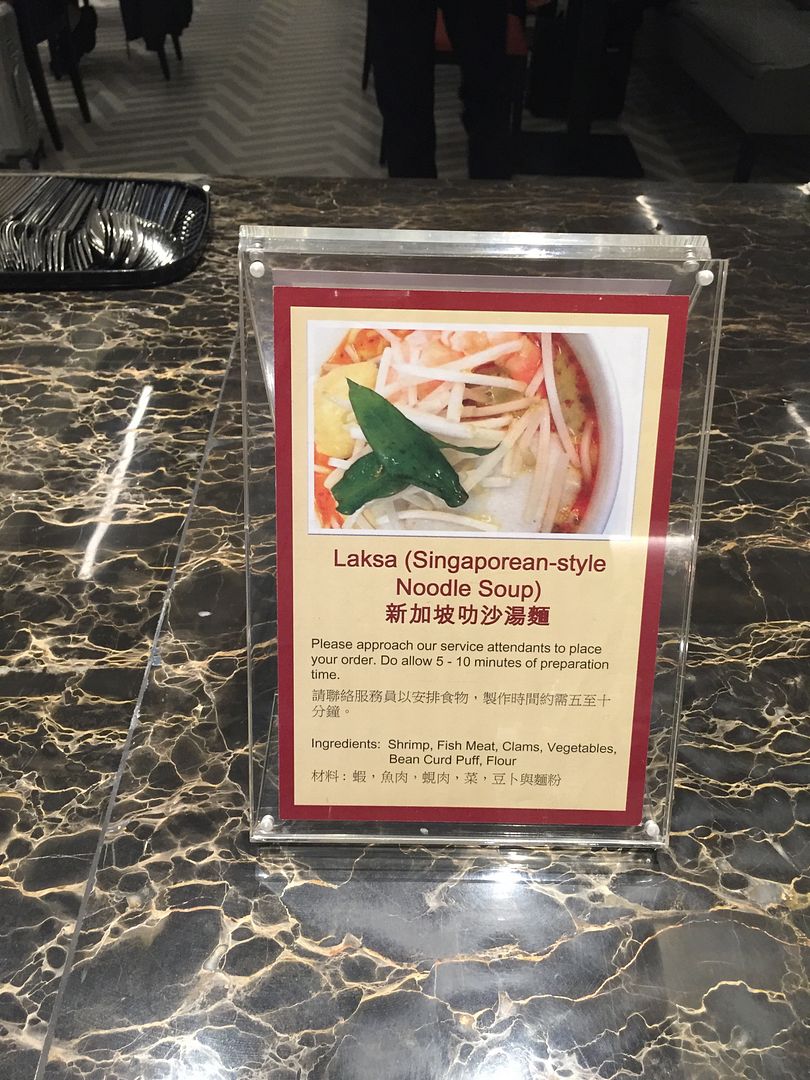 Laksa (Singaporean-style
Noodle Soup)
新加坡叻沙湯麵
Please approach our service attendants to place
your order. Do allow 5 - 10 minutes of preparation
time.
請聯絡服務員以安排食物，製作時間約需五至十
分鐘。
Ingredients: Shrimp, Fish Meat, Clams, Vegetables,
Bean Curd Puff, Flour
材料：蝦，魚肉，蜆肉，菜，豆卜與麵粉